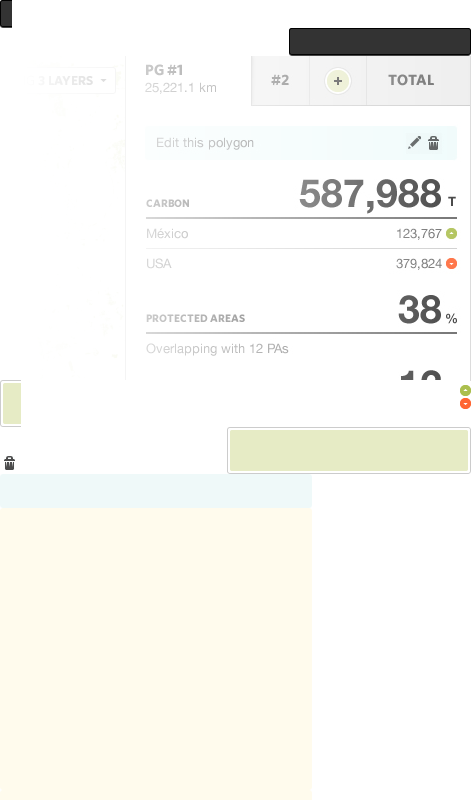 3 LAYERS
PG #1
25,221.1 km
#2
+
TOTAL
Edit this polygon
CARBON 587,988 T
México 123,767
USA 379,824
PROTECTED AREAS 38 %
Overlapping with 12 PAs